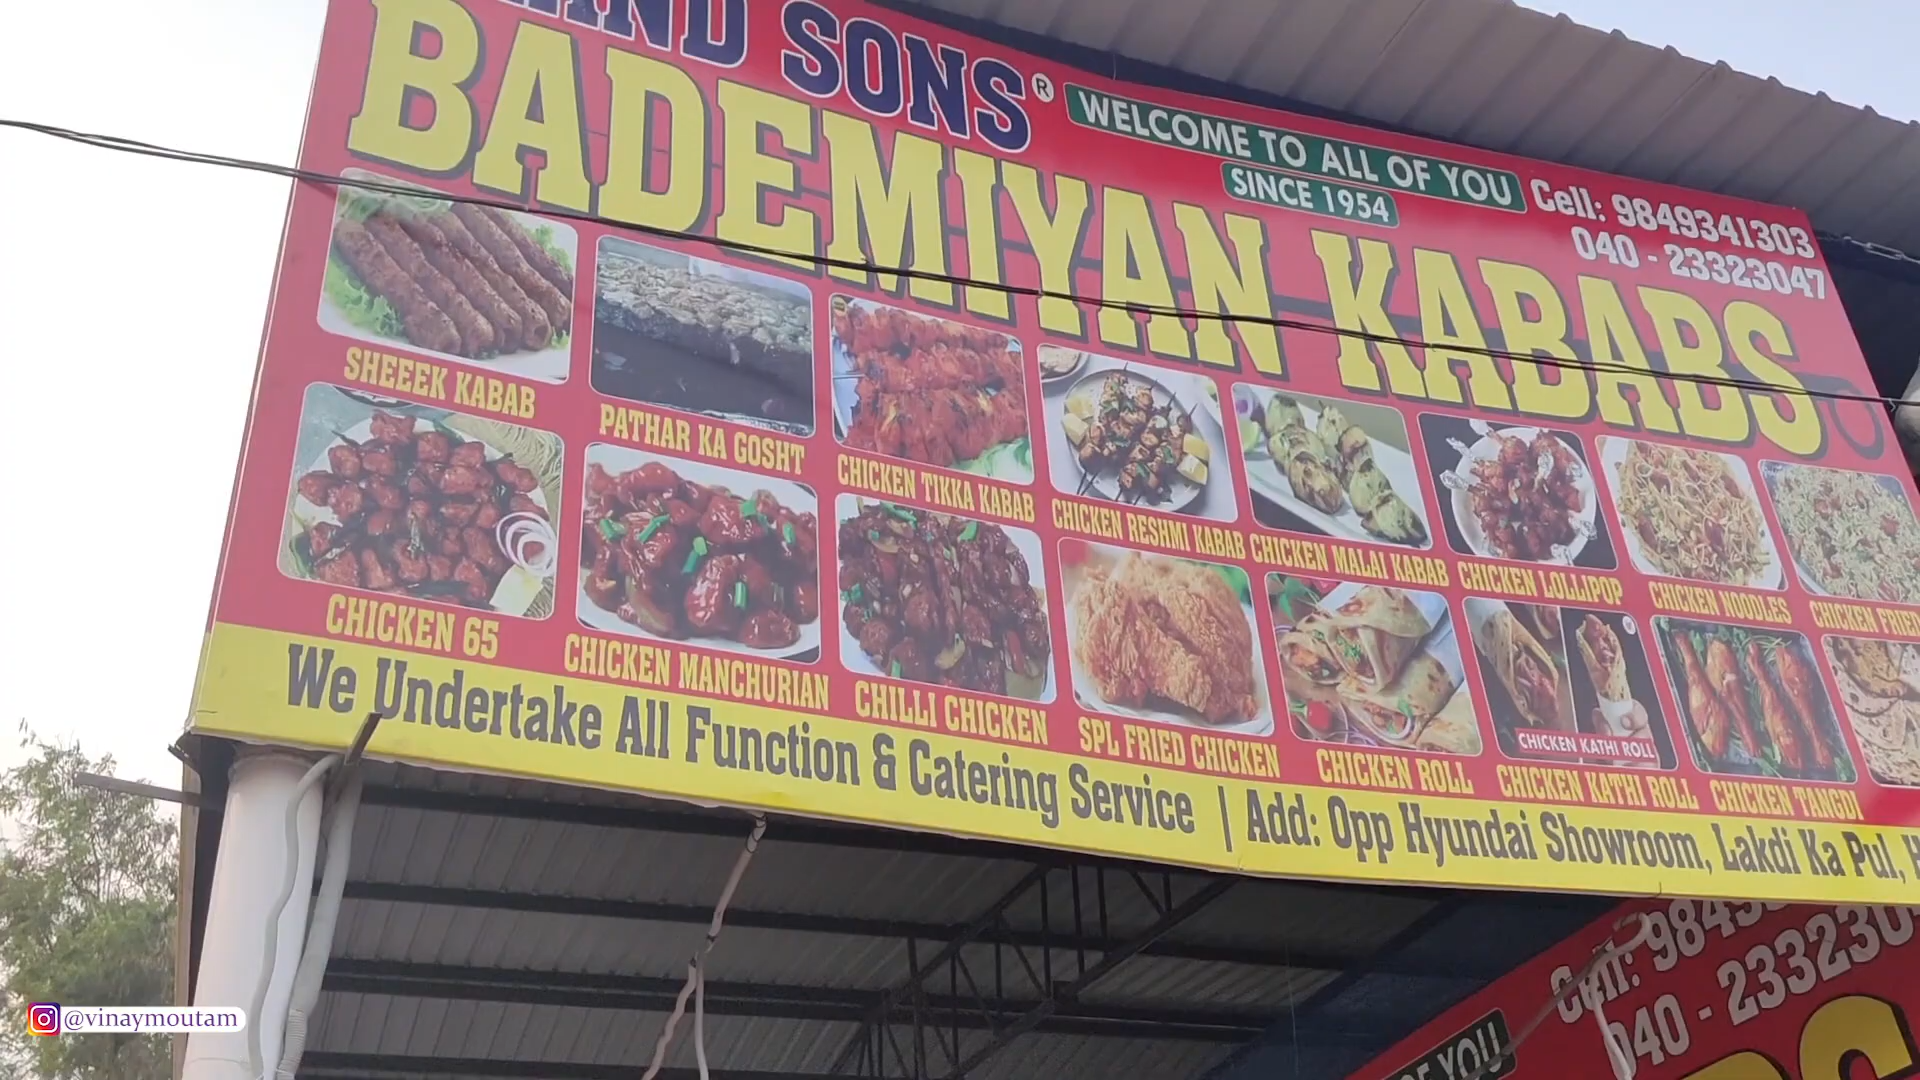 AND SONS®
WELCOME TO ALL OF YOU
SINCE 1954
Cell: 9849341303
040 - 23323047
BADEMIYAN KABABS
SHEEEK KABAB
PATHAR KA GOSHT
CHICKEN TIKKA KABAB
CHICKEN RESHMI KABAB
CHICKEN MALAI KABAB
CHICKEN LOLLIPOP
CHICKEN NOODLES
CHICKEN FRIED
CHICKEN 65
CHICKEN MANCHURIAN
CHILLI CHICKEN
SPL FRIED CHICKEN
CHICKEN ROLL
CHICKEN KATHI ROLL
CHICKEN KATHI ROLL
CHICKEN TANGDI
We Undertake All Function & Catering Service | Add: Opp Hyundai Showroom, Lakdi Ka Pul, H
Cell: 9849
040 - 233230
OF YOU
@vinaymoutam